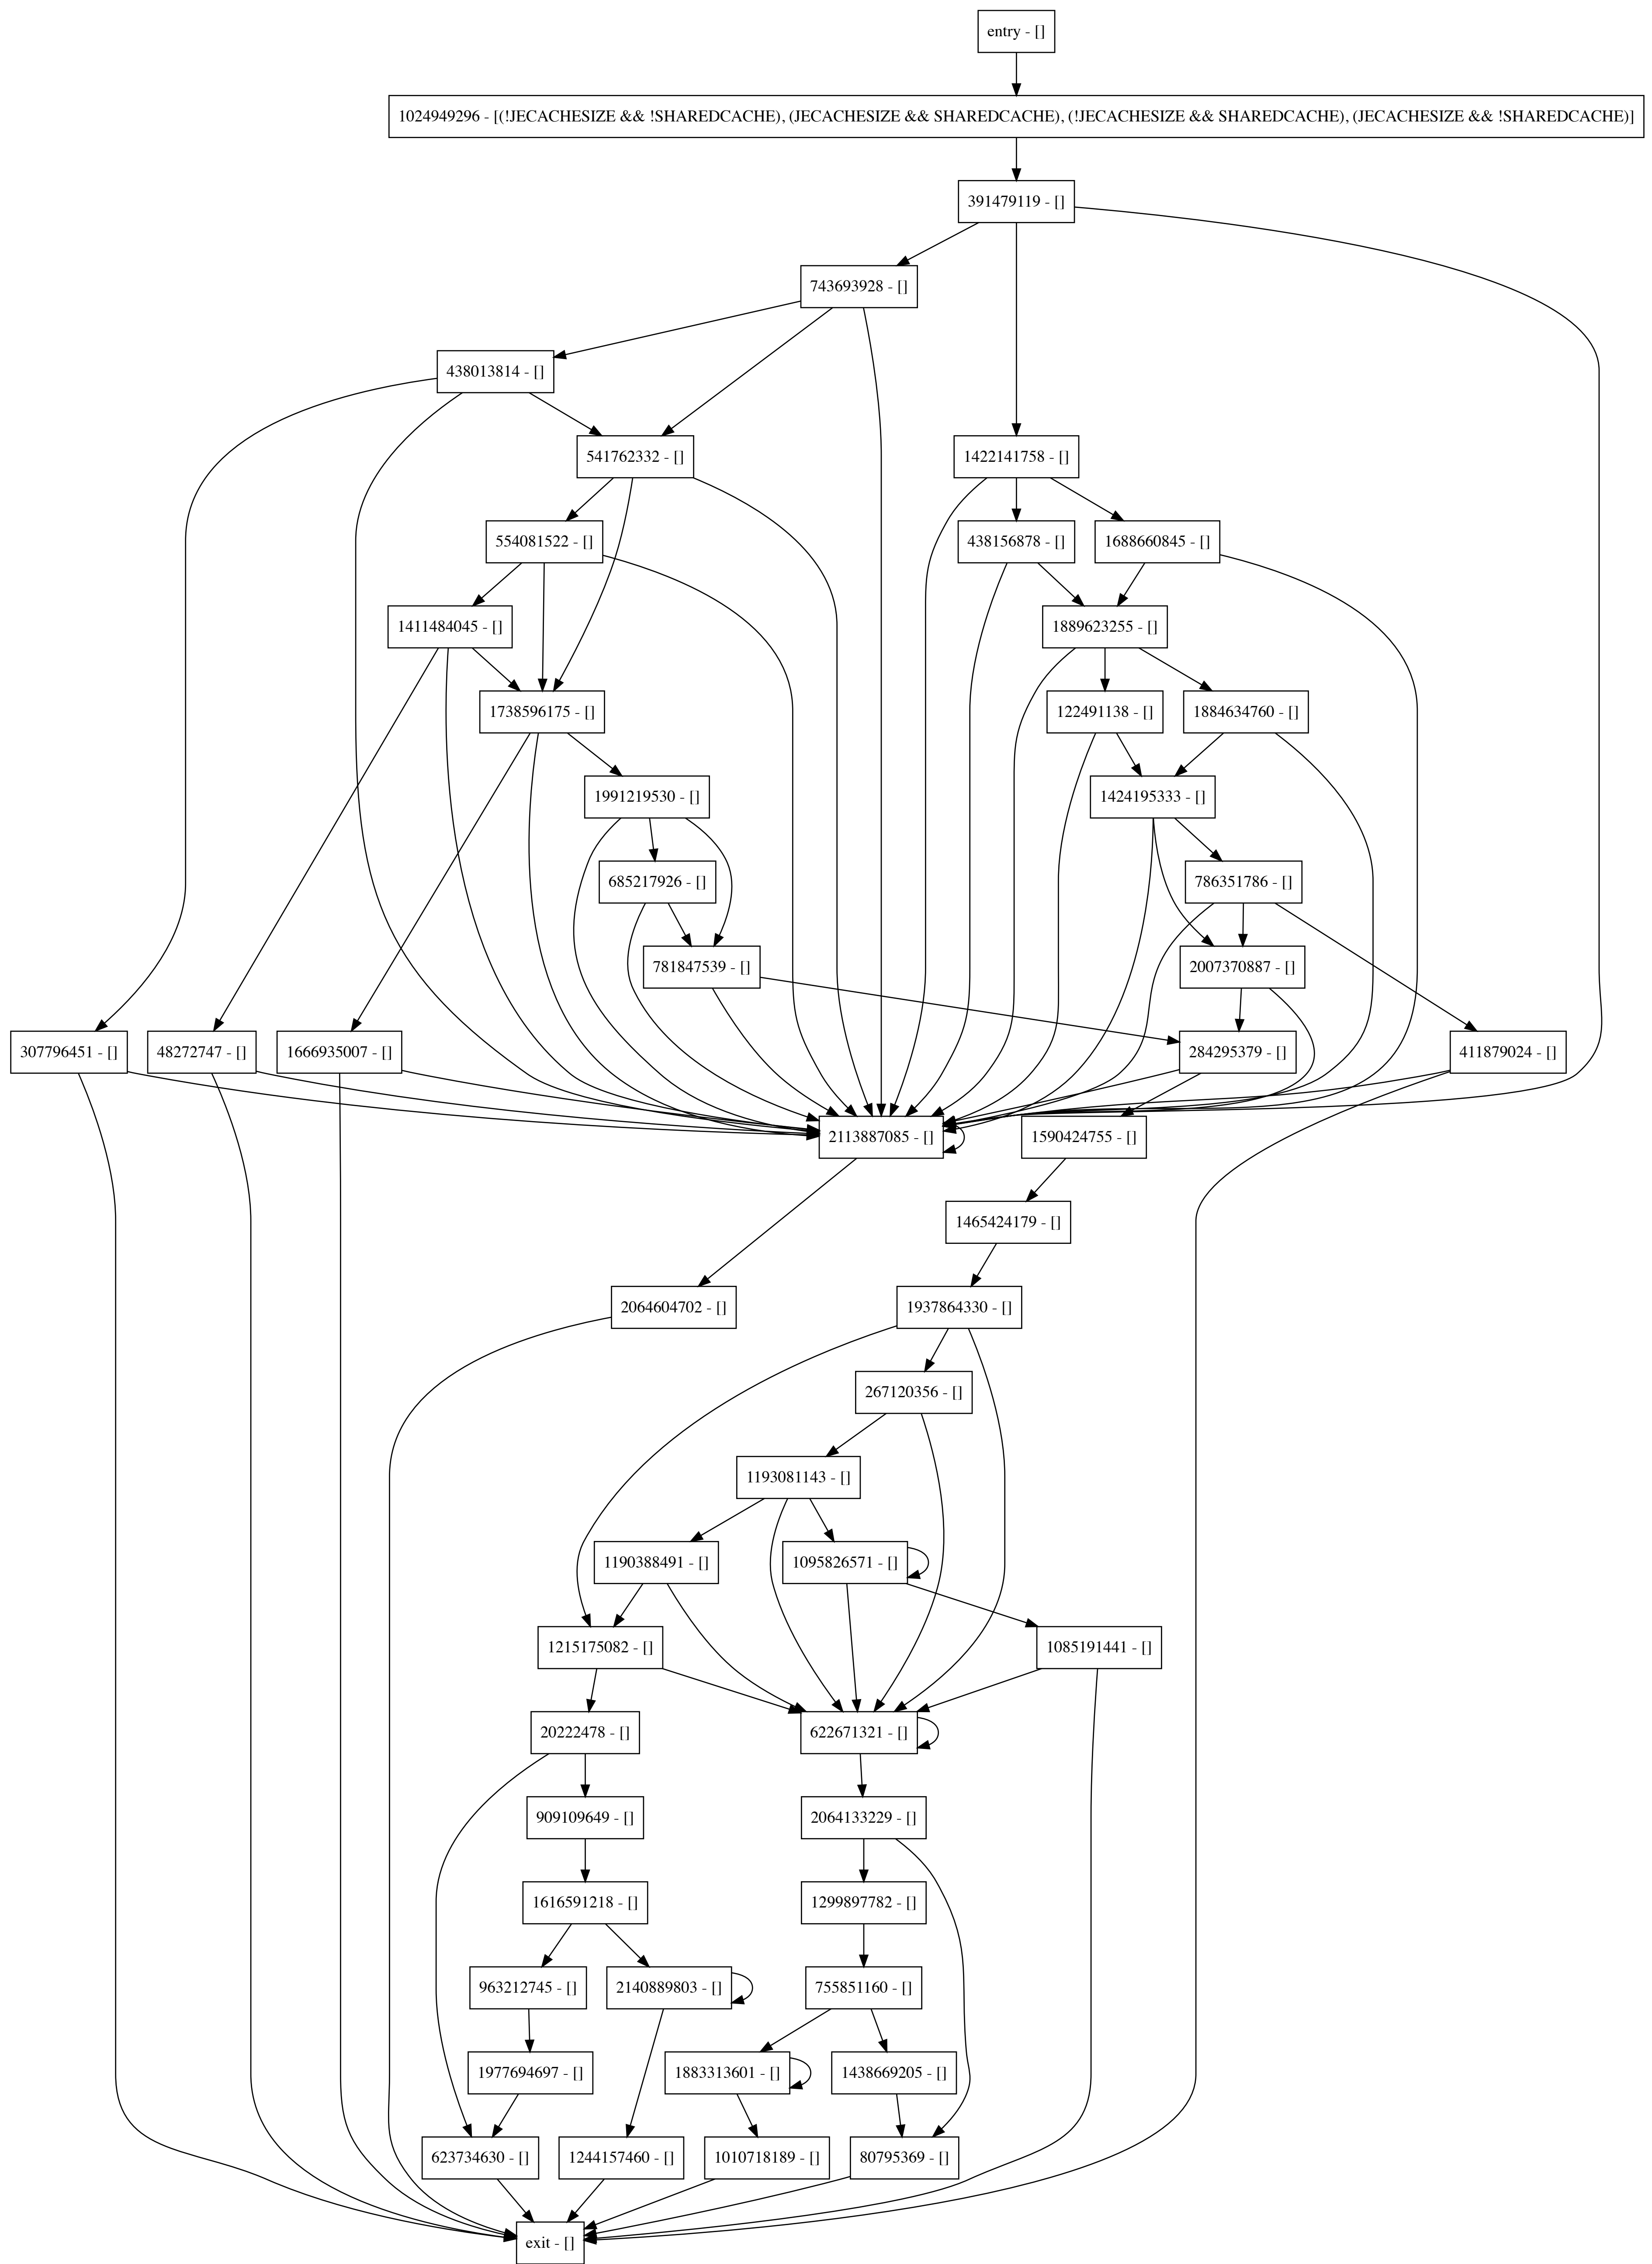 entry - []
1024949296 - [(!JECACHESIZE && !SHAREDCACHE), (JECACHESIZE && SHAREDCACHE), (!JECACHESIZE && SHAREDCACHE), (JECACHESIZE && !SHAREDCACHE)]
391479119 - []
743693928 - []
438013814 - []
541762332 - []
1422141758 - []
554081522 - []
438156878 - []
1688660845 - []
1411484045 - []
1889623255 - []
1738596175 - []
122491138 - []
1884634760 - []
1991219530 - []
1424195333 - []
685217926 - []
786351786 - []
781847539 - []
2007370887 - []
307796451 - []
48272747 - []
1666935007 - []
284295379 - []
411879024 - []
2113887085 - []
1590424755 - []
1465424179 - []
2064604702 - []
1937864330 - []
267120356 - []
1193081143 - []
1190388491 - []
1095826571 - []
1215175082 - []
1085191441 - []
20222478 - []
622671321 - []
909109649 - []
2064133229 - []
1616591218 - []
1299897782 - []
963212745 - []
2140889803 - []
755851160 - []
1977694697 - []
1883313601 - []
1438669205 - []
623734630 - []
1244157460 - []
1010718189 - []
80795369 - []
exit - []